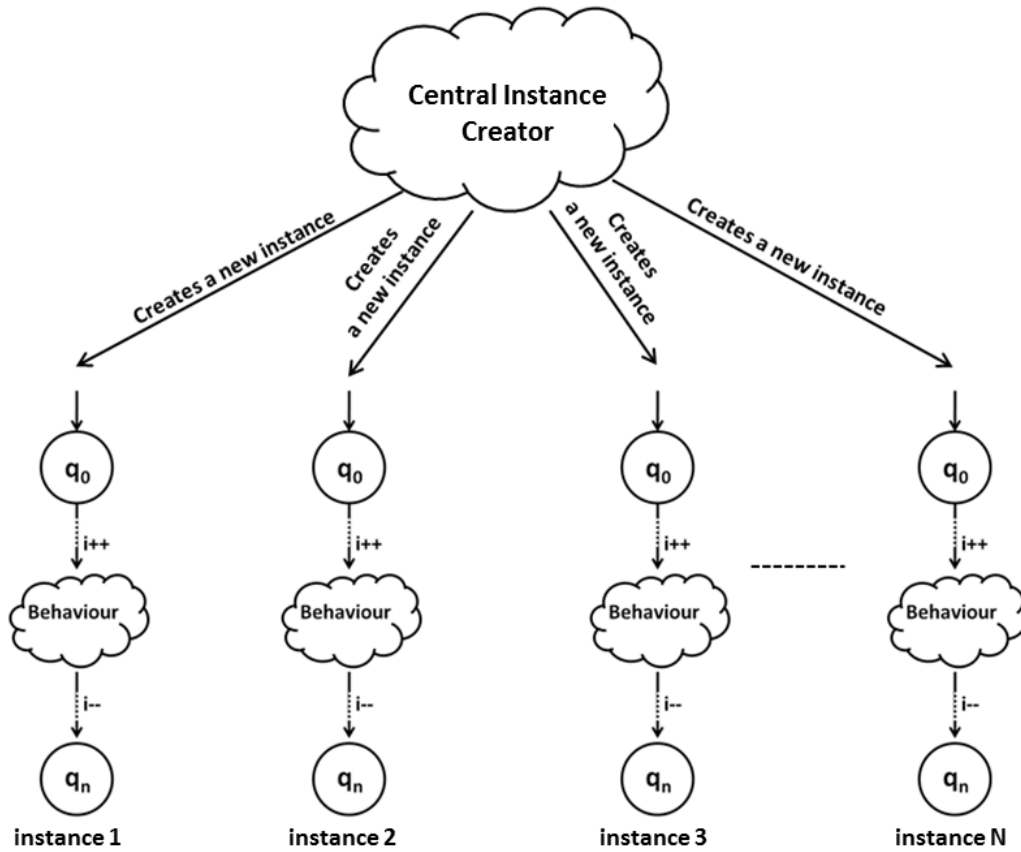 Central Instance
Creator
Creates a new instance
Creates
a new instance
Creates
a new instance
Creates a new instance
q₀
q₀
q₀
q₀
i++
i++
i++
i++
Behaviour
Behaviour
Behaviour
Behaviour
i--
i--
i--
i--
qₙ
qₙ
qₙ
qₙ
instance 1
instance 2
instance 3
instance N